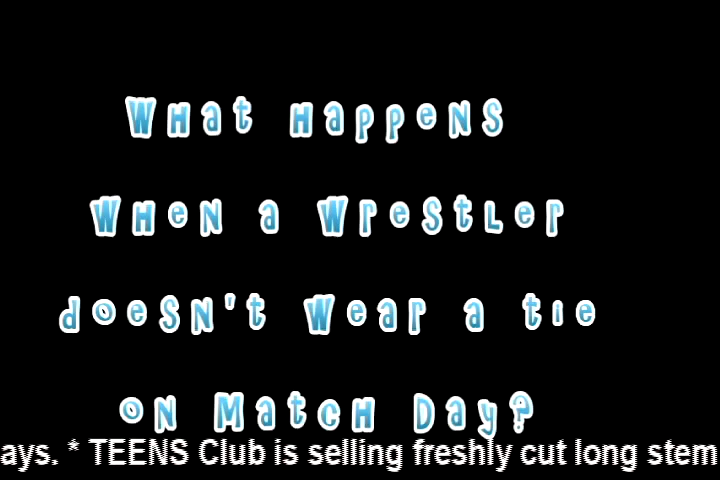 What Happens
When a Wrestler
doesn't Wear a tie
on Match Day?
ays. * TEENS Club is selling freshly cut long stem